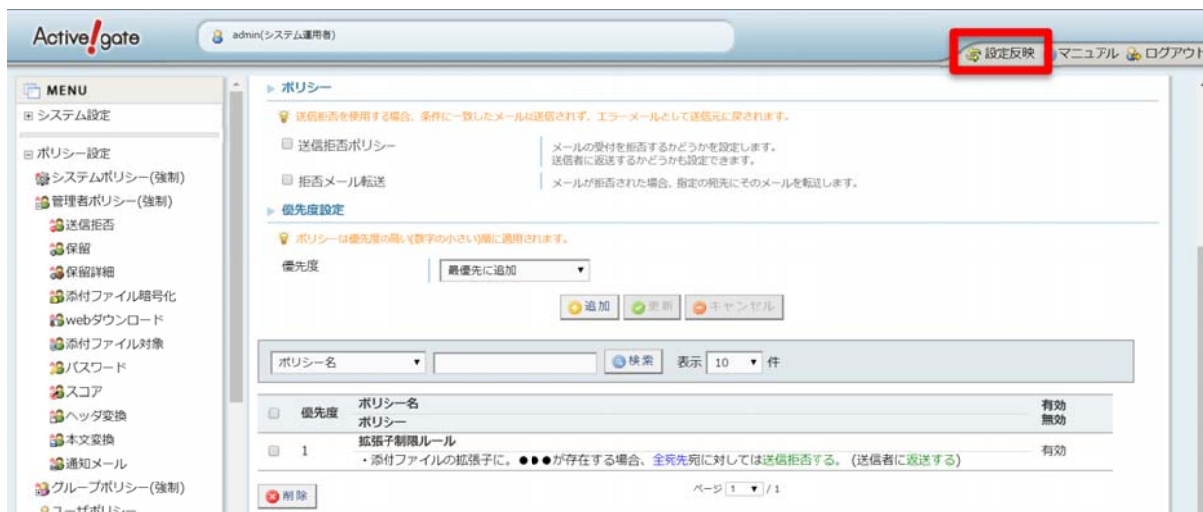 Active! gate
admin(システム運用者)
設定反映
マニュアル
ログアウト
MENU
システム設定
ポリシー設定
システムポリシー(強制)
管理者ポリシー(強制)
送信拒否
保留
保留詳細
添付ファイル暗号化
webダウンロード
添付ファイル対象
パスワード
スコア
ヘッダ変換
本文変換
通知メール
グループポリシー(強制)
ユーザポリシー
ポリシー
送信拒否を使用する場合、条件に一致したメールは送信されず、エラーメールとして送信元に戻されます。
送信拒否ポリシー
メールの受付を拒否するかどうかを設定します。
送信者に返送するかどうかも設定できます。
拒否メール転送
メールが拒否された場合、指定の宛先にそのメールを転送します。
優先度設定
ポリシーは優先度の高い(数字の小さい)順に適用されます。
優先度
最優先に追加
追加
更新
キャンセル
ポリシー名
検索
表示 10 件
優先度
ポリシー名
ポリシー
有効
無効
1
拡張子制限ルール
・添付ファイルの拡張子に。●●●が存在する場合、全宛先宛に対しては送信拒否する。 (送信者に返送する)
有効
削除
ページ 1 / 1